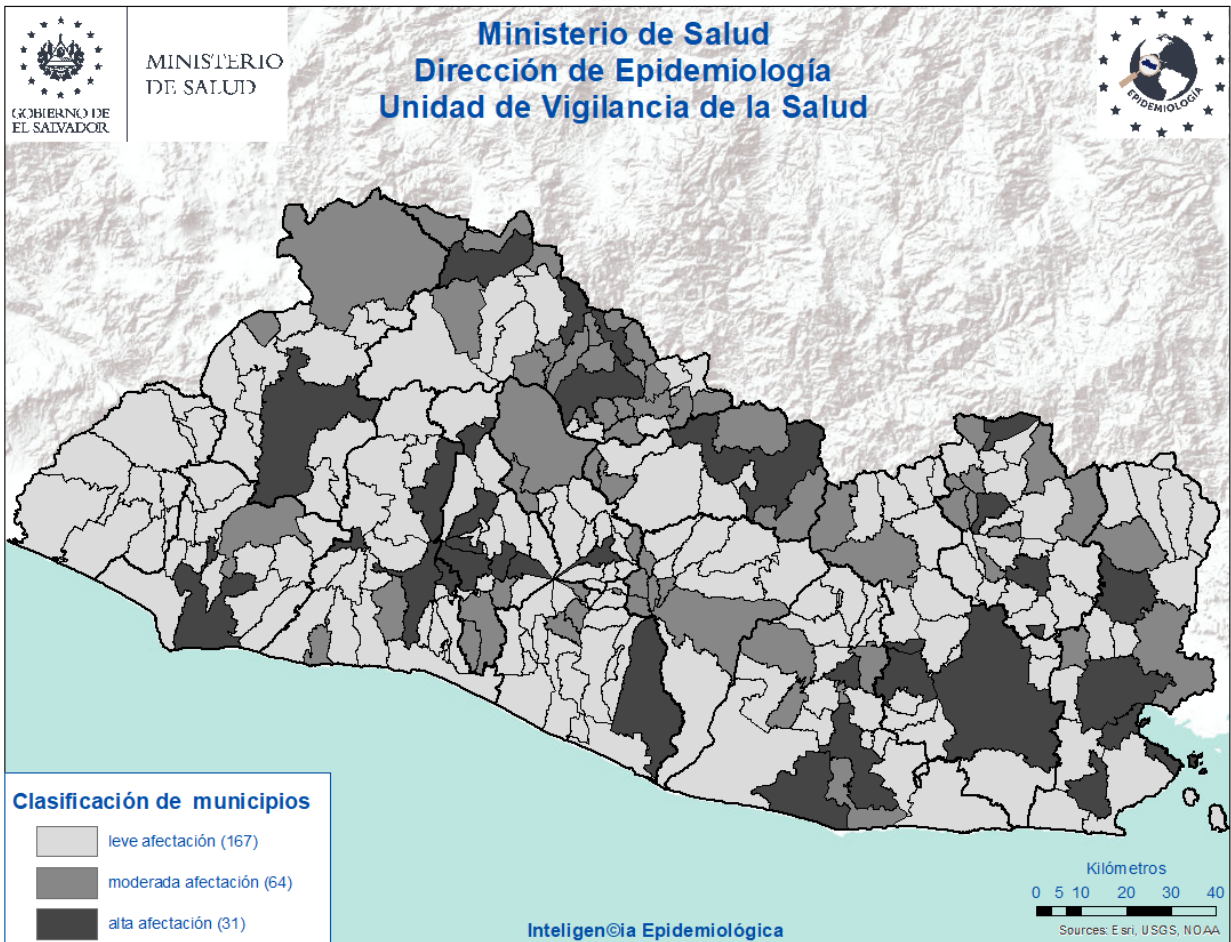 GOBIERNO DE
EL SALVADOR
MINISTERIO
DE SALUD
Ministerio de Salud
Dirección de Epidemiología
Unidad de Vigilancia de la Salud
EPIDEMIOLOGÍA
Clasificación de municipios
leve afectación (167)
moderada afectación (64)
alta afectación (31)
Inteligen©ia Epidemiológica
Kilómetros
0 5 10 20 30 40
Sources: Esri, USGS, NOAA